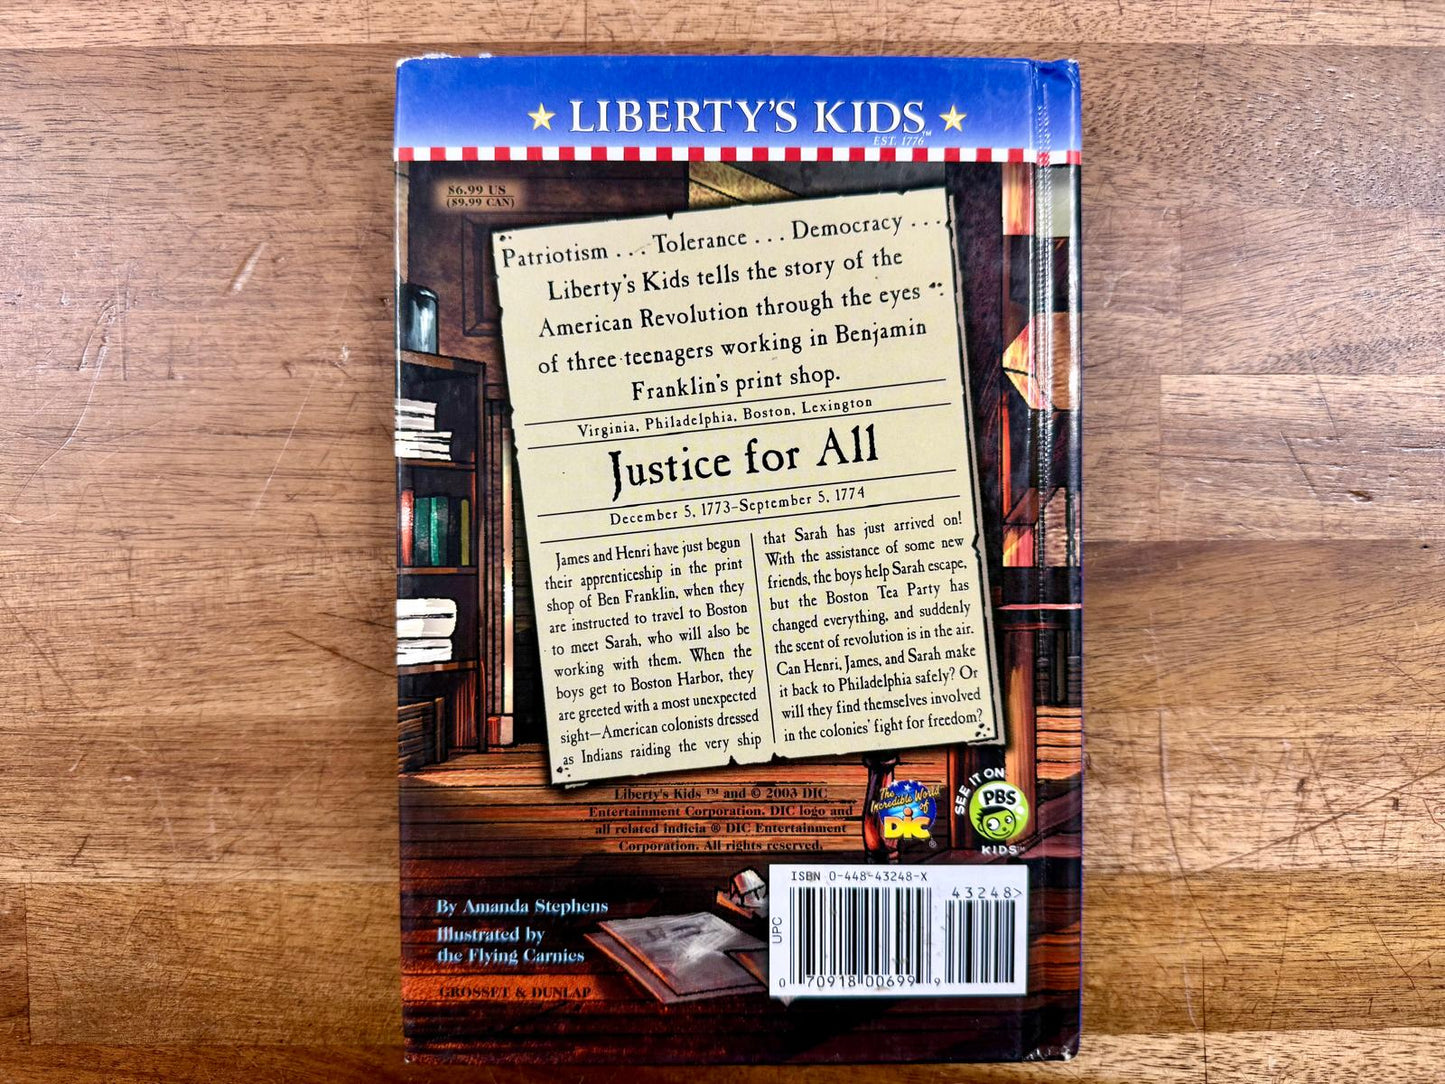 LIBERTY'S KIDS™
EST. 1776
$6.99 US
($9.99 CAN)
Patriotism . . . Tolerance . . . Democracy . . .
Liberty's Kids tells the story of the
American Revolution through the eyes
of three teenagers working in Benjamin
Franklin's print shop.
Virginia, Philadelphia, Boston, Lexington
Justice for All
December 5, 1773–September 5, 1774
James and Henri have just begun
their apprenticeship in the print
shop of Ben Franklin, when they
are instructed to travel to Boston
to meet Sarah, who will also be
working with them. When the
boys get to Boston Harbor, they
are greeted with a most unexpected
sight—American colonists dressed
as Indians raiding the very ship
that Sarah has just arrived on!
With the assistance of some new
friends, the boys help Sarah escape,
but the Boston Tea Party has
changed everything, and suddenly
the scent of revolution is in the air.
Can Henri, James, and Sarah make
it back to Philadelphia safely? Or
will they find themselves involved
in the colonies' fight for freedom?
Liberty's Kids ™ and © 2003 DIC
Entertainment Corporation. DIC logo and
all related indicia ® DIC Entertainment
Corporation. All rights reserved.
The
Incredible World
of
DIC®
SEE IT ON
PBS
KIDS™
By Amanda Stephens
Illustrated by
the Flying Carnies
GROSSET & DUNLAP
ISBN 0-448-43248-X
43248>
UPC
0 70918 00699 9